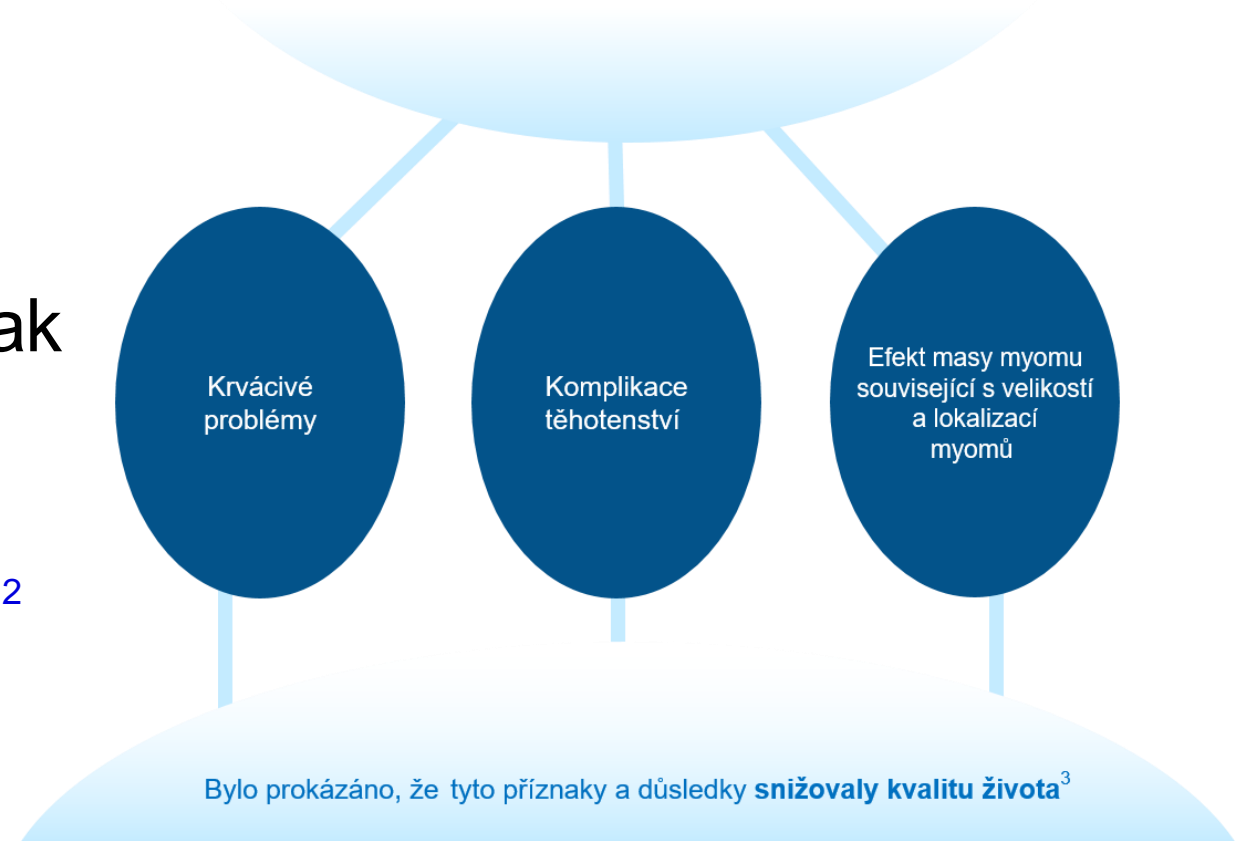 ak
Krvácivé
problémy
Komplikace
těhotenství
Efekt masy myomu
související s velikostí
a lokalizací
myomů
2
Bylo prokázáno, že tyto příznaky a důsledky snižovaly kvalitu života3